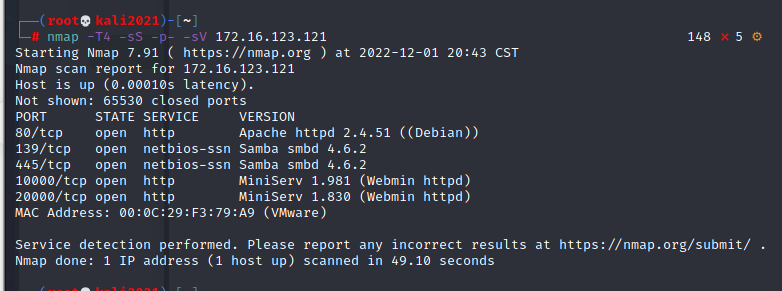 (root💀kali2021)-[~]
# nmap -T4 -sS -p- -sV 172.16.123.121 148 ✗ 5 ⚙
Starting Nmap 7.91 ( https://nmap.org ) at 2022-12-01 20:43 CST
Nmap scan report for 172.16.123.121
Host is up (0.00010s latency).
Not shown: 65530 closed ports
PORT STATE SERVICE VERSION
80/tcp open http Apache httpd 2.4.51 ((Debian))
139/tcp open netbios-ssn Samba smbd 4.6.2
445/tcp open netbios-ssn Samba smbd 4.6.2
10000/tcp open http MiniServ 1.981 (Webmin httpd)
20000/tcp open http MiniServ 1.830 (Webmin httpd)
MAC Address: 00:0C:29:F3:79:A9 (VMware)
Service detection performed. Please report any incorrect results at https://nmap.org/submit/ .
Nmap done: 1 IP address (1 host up) scanned in 49.10 seconds